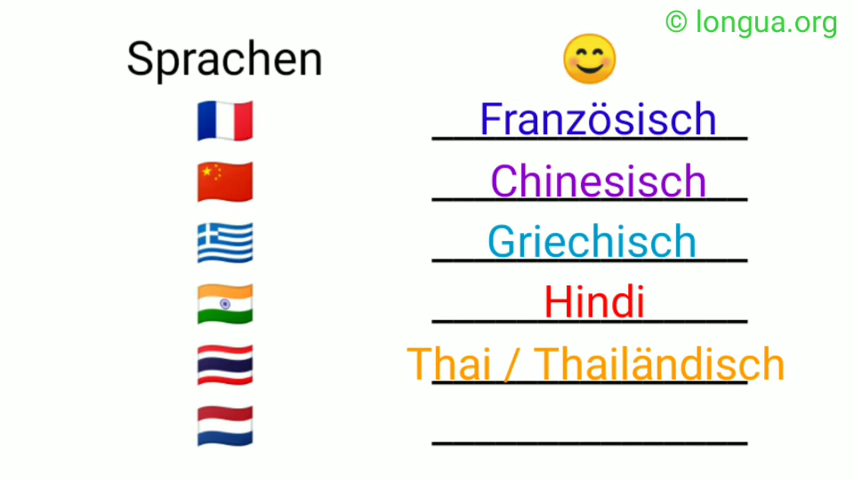 © longua.org
Sprachen
Französisch
Chinesisch
Griechisch
Hindi
Thai / Thailändisch